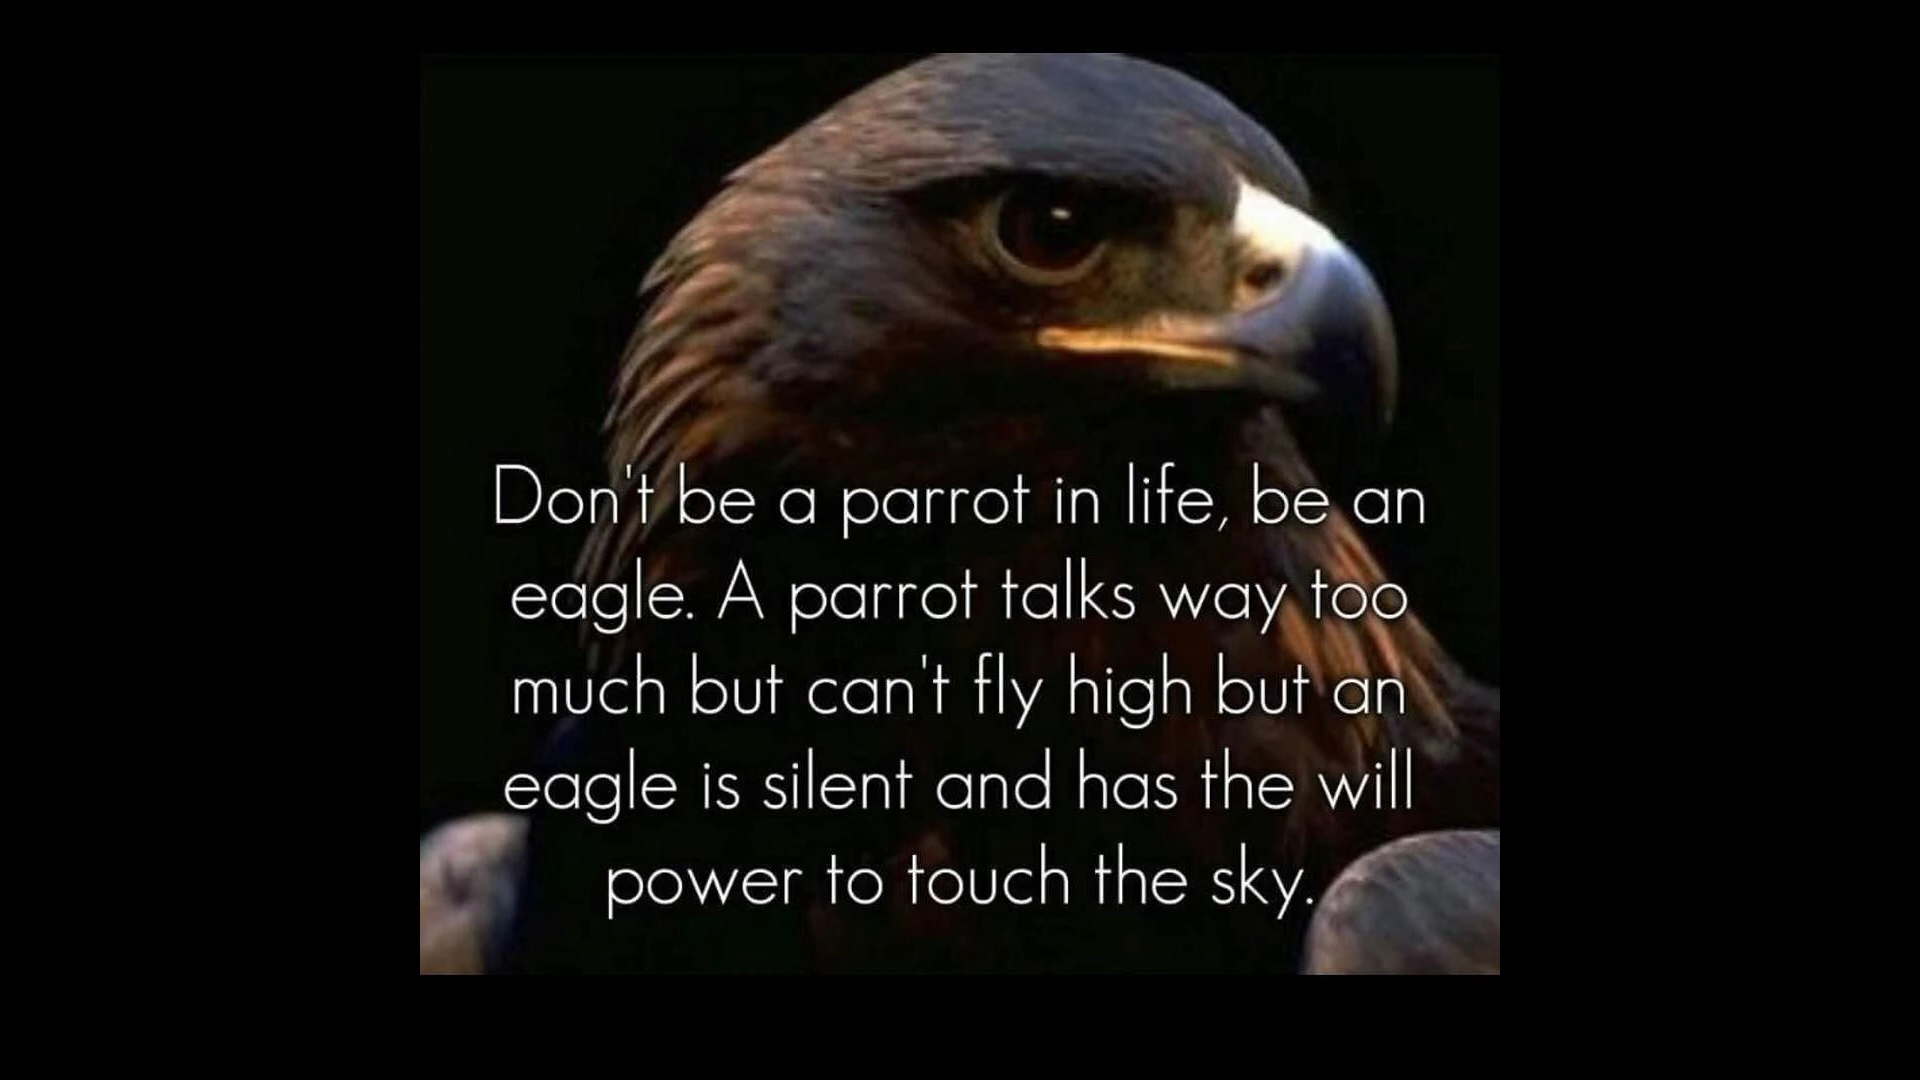 Don't be a parrot in life, be an
eagle. A parrot talks way too
much but can't fly high but an
eagle is silent and has the will
power to touch the sky.